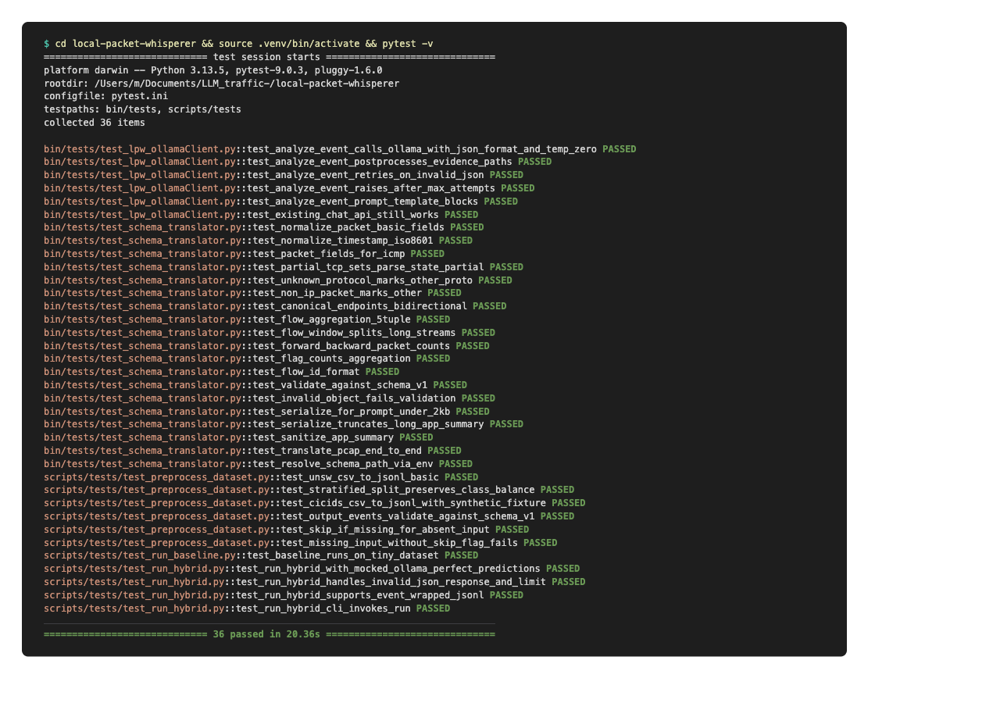 $ cd local-packet-whisperer && source .venv/bin/activate && pytest -v
============================= test session starts ==============================
platform darwin -- Python 3.13.5, pytest-9.0.3, pluggy-1.6.0
rootdir: /Users/m/Documents/LLM_traffic-/local-packet-whisperer
configfile: pytest.ini
testpaths: bin/tests, scripts/tests
collected 36 items
bin/tests/test_lpw_ollamaClient.py::test_analyze_event_calls_ollama_with_json_format_and_temp_zero PASSED
bin/tests/test_lpw_ollamaClient.py::test_analyze_event_postprocesses_evidence_paths PASSED
bin/tests/test_lpw_ollamaClient.py::test_analyze_event_retries_on_invalid_json PASSED
bin/tests/test_lpw_ollamaClient.py::test_analyze_event_raises_after_max_attempts PASSED
bin/tests/test_lpw_ollamaClient.py::test_analyze_event_prompt_template_blocks PASSED
bin/tests/test_lpw_ollamaClient.py::test_existing_chat_api_still_works PASSED
bin/tests/test_schema_translator.py::test_normalize_packet_basic_fields PASSED
bin/tests/test_schema_translator.py::test_normalize_timestamp_iso8601 PASSED
bin/tests/test_schema_translator.py::test_packet_fields_for_icmp PASSED
bin/tests/test_schema_translator.py::test_partial_tcp_sets_parse_state_partial PASSED
bin/tests/test_schema_translator.py::test_unknown_protocol_marks_other_proto PASSED
bin/tests/test_schema_translator.py::test_non_ip_packet_marks_other PASSED
bin/tests/test_schema_translator.py::test_canonical_endpoints_bidirectional PASSED
bin/tests/test_schema_translator.py::test_flow_aggregation_5tuple PASSED
bin/tests/test_schema_translator.py::test_flow_window_splits_long_streams PASSED
bin/tests/test_schema_translator.py::test_forward_backward_packet_counts PASSED
bin/tests/test_schema_translator.py::test_flag_counts_aggregation PASSED
bin/tests/test_schema_translator.py::test_flow_id_format PASSED
bin/tests/test_schema_translator.py::test_validate_against_schema_v1 PASSED
bin/tests/test_schema_translator.py::test_invalid_object_fails_validation PASSED
bin/tests/test_schema_translator.py::test_serialize_for_prompt_under_2kb PASSED
bin/tests/test_schema_translator.py::test_serialize_truncates_long_app_summary PASSED
bin/tests/test_schema_translator.py::test_sanitize_app_summary PASSED
bin/tests/test_schema_translator.py::test_translate_pcap_end_to_end PASSED
bin/tests/test_schema_translator.py::test_resolve_schema_path_via_env PASSED
scripts/tests/test_preprocess_dataset.py::test_unsw_csv_to_jsonl_basic PASSED
scripts/tests/test_preprocess_dataset.py::test_stratified_split_preserves_class_balance PASSED
scripts/tests/test_preprocess_dataset.py::test_cicids_csv_to_jsonl_with_synthetic_fixture PASSED
scripts/tests/test_preprocess_dataset.py::test_output_events_validate_against_schema_v1 PASSED
scripts/tests/test_preprocess_dataset.py::test_skip_if_missing_for_absent_input PASSED
scripts/tests/test_preprocess_dataset.py::test_missing_input_without_skip_flag_fails PASSED
scripts/tests/test_run_baseline.py::test_baseline_runs_on_tiny_dataset PASSED
scripts/tests/test_run_hybrid.py::test_run_hybrid_with_mocked_ollama_perfect_predictions PASSED
scripts/tests/test_run_hybrid.py::test_run_hybrid_handles_invalid_json_response_and_limit PASSED
scripts/tests/test_run_hybrid.py::test_run_hybrid_supports_event_wrapped_jsonl PASSED
scripts/tests/test_run_hybrid.py::test_run_hybrid_cli_invokes_run PASSED
============================= 36 passed in 20.36s ==============================